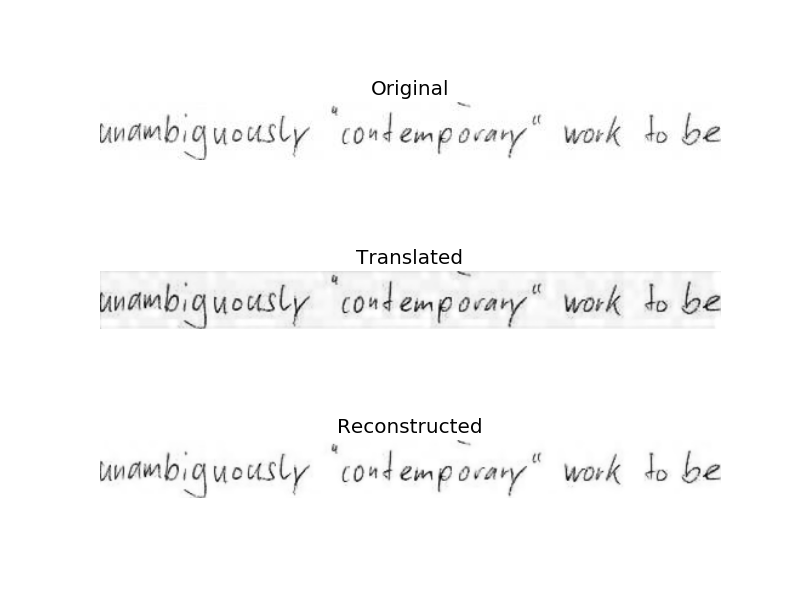 Original
unambiguously "contemporary" work to be
Translated
unambiguously "contemporary" work to be
Reconstructed
unambiguously "contemporary" work to be